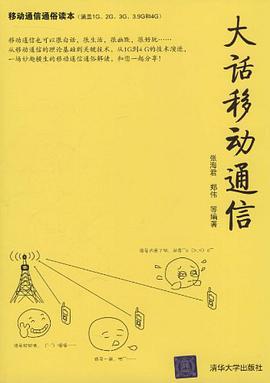 移动通信通俗读本（涵盖1G、2G、3G、3.9G和4G）
移动通信也可以很白话，很生活，很幽默，很好玩……
从移动通信的理论基础到关键技术，从1G到4G的技术演进，
一场妙趣横生的移动通信通俗解读，和您一起分享！
大话移动通信
张海君 郑伟 等编著
清华大学出版社